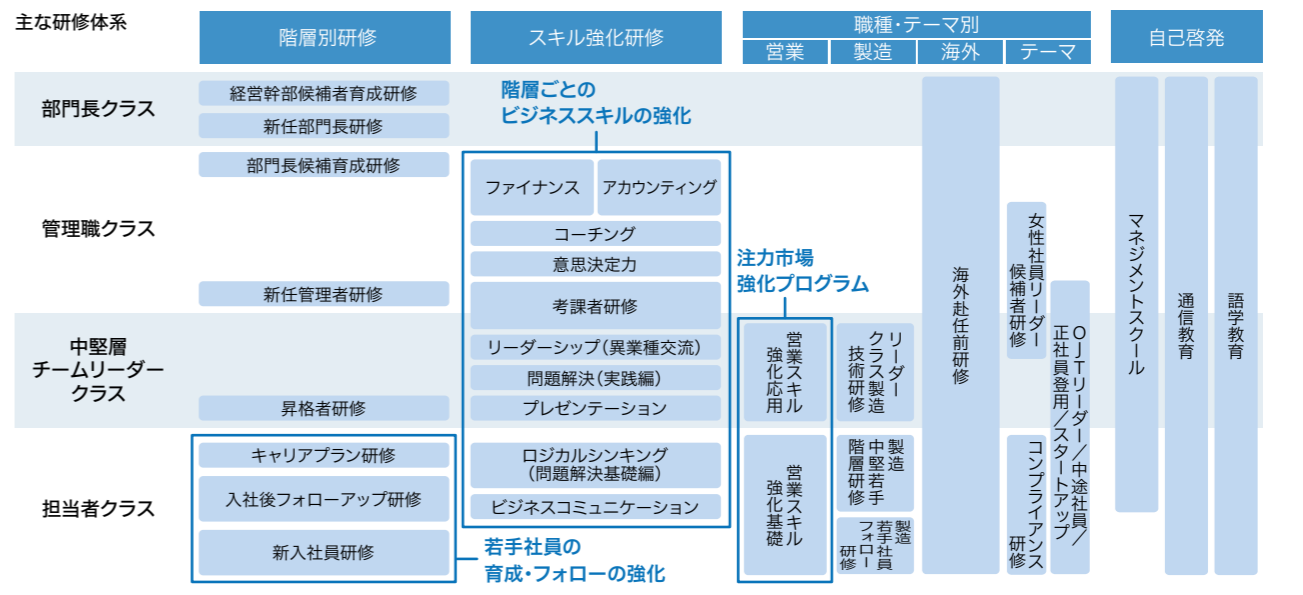 主な研修体系
階層別研修
スキル強化研修
職種・テーマ別
営業
製造
海外
テーマ
自己啓発
部門長クラス
経営幹部候補者育成研修
新任部門長研修
階層ごとの
ビジネススキルの強化
管理職クラス
部門長候補育成研修
新任管理者研修
ファイナンス
アカウンティング
コーチング
意思決定力
考課者研修
注力市場
強化プログラム
中堅層
チームリーダー
クラス
昇格者研修
リーダーシップ(異業種交流)
問題解決(実践編)
プレゼンテーション
営業スキル
強化応用
リーダー
クラス製造
技術研修
担当者クラス
キャリアプラン研修
入社後フォローアップ研修
新入社員研修
ロジカルシンキング
(問題解決基礎編)
ビジネスコミュニケーション
若手社員の
育成・フォローの強化
営業スキル
強化基礎
製造
中堅若手
階層研修
製造
若手社員
フォロー
研修
海外赴任前研修
女性社員リーダー
候補者研修
OJTリーダー/中途社員/
正社員登用/スタートアップ
コンプライアンス
研修
マネジメントスクール
通信教育
語学教育